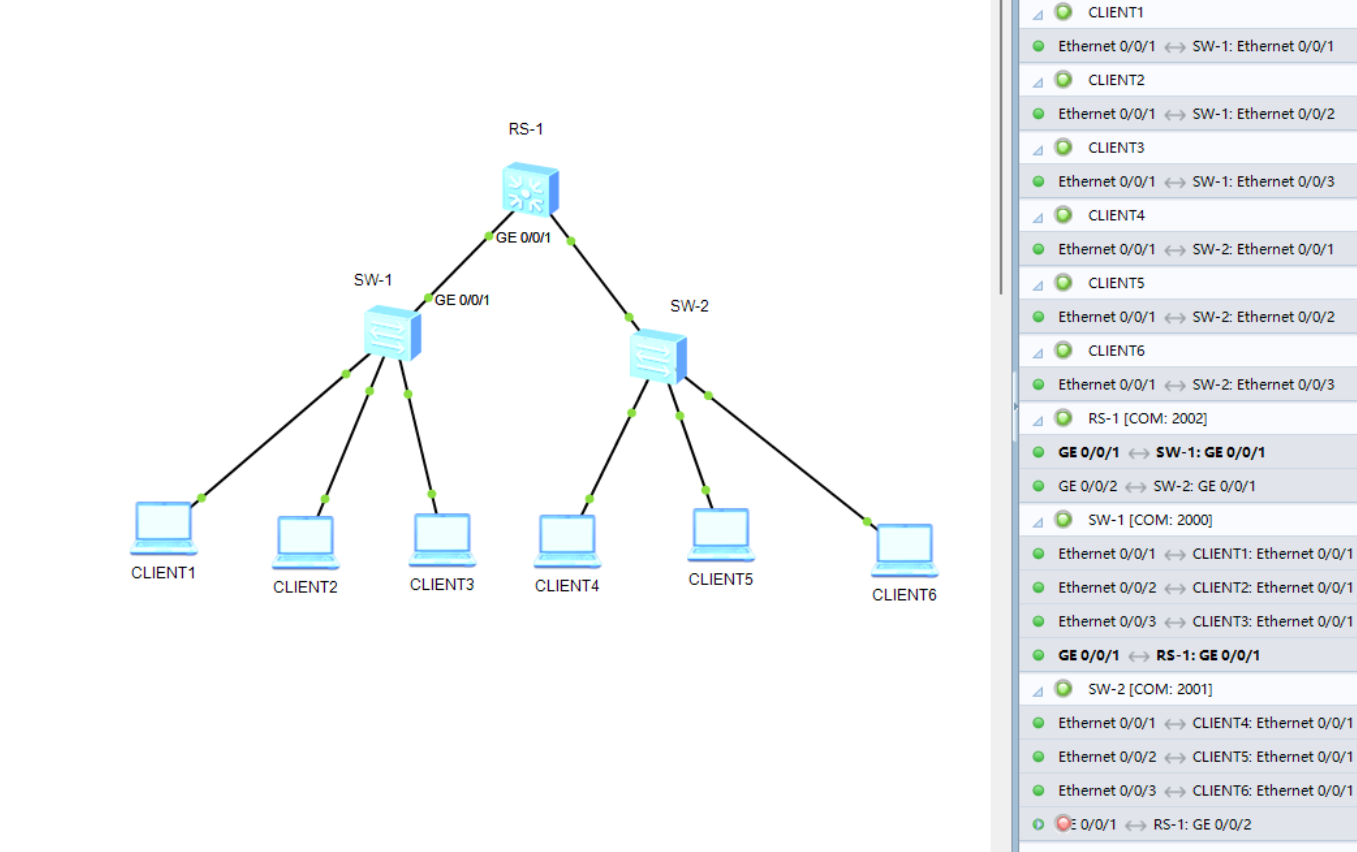 RS-1
GE 0/0/1
SW-1
GE 0/0/1
SW-2
CLIENT1
CLIENT2
CLIENT3
CLIENT4
CLIENT5
CLIENT6
CLIENT1
Ethernet 0/0/1 ↔ SW-1: Ethernet 0/0/1
CLIENT2
Ethernet 0/0/1 ↔ SW-1: Ethernet 0/0/2
CLIENT3
Ethernet 0/0/1 ↔ SW-1: Ethernet 0/0/3
CLIENT4
Ethernet 0/0/1 ↔ SW-2: Ethernet 0/0/1
CLIENT5
Ethernet 0/0/1 ↔ SW-2: Ethernet 0/0/2
CLIENT6
Ethernet 0/0/1 ↔ SW-2: Ethernet 0/0/3
RS-1 [COM: 2002]
GE 0/0/1 ↔ SW-1: GE 0/0/1
GE 0/0/2 ↔ SW-2: GE 0/0/1
SW-1 [COM: 2000]
Ethernet 0/0/1 ↔ CLIENT1: Ethernet 0/0/1
Ethernet 0/0/2 ↔ CLIENT2: Ethernet 0/0/1
Ethernet 0/0/3 ↔ CLIENT3: Ethernet 0/0/1
GE 0/0/1 ↔ RS-1: GE 0/0/1
SW-2 [COM: 2001]
Ethernet 0/0/1 ↔ CLIENT4: Ethernet 0/0/1
Ethernet 0/0/2 ↔ CLIENT5: Ethernet 0/0/1
Ethernet 0/0/3 ↔ CLIENT6: Ethernet 0/0/1
E 0/0/1 ↔ RS-1: GE 0/0/2